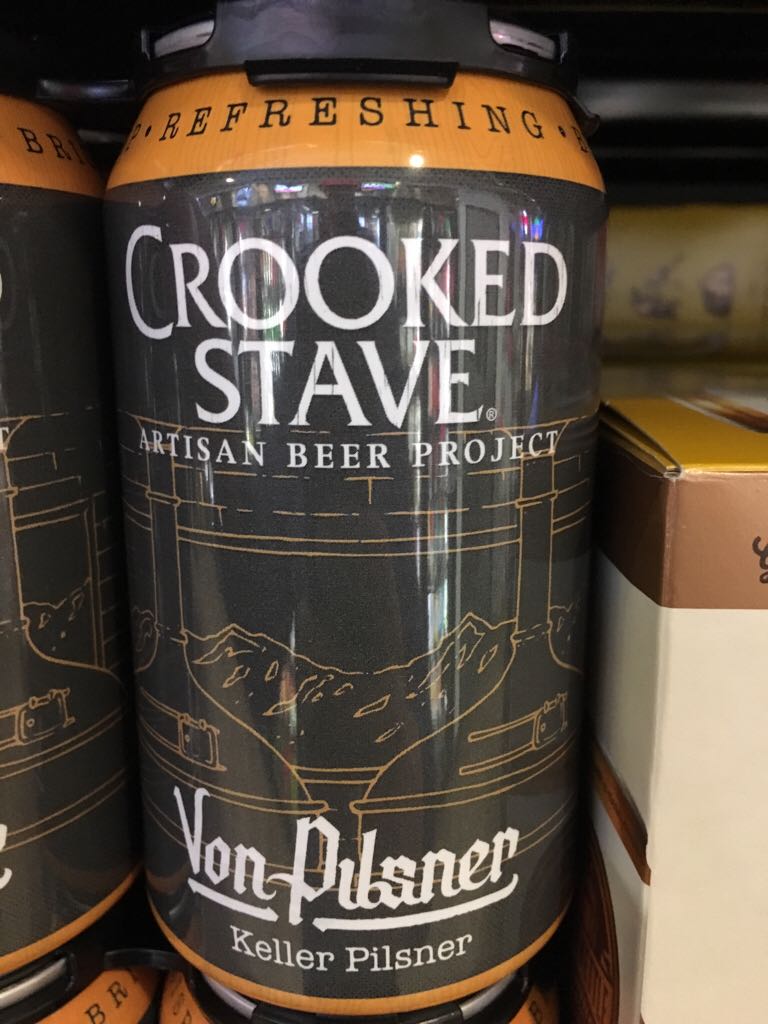 REFRESHING
CROOKED
STAVE®
ARTISAN BEER PROJECT
Von Pilsner
Keller Pilsner